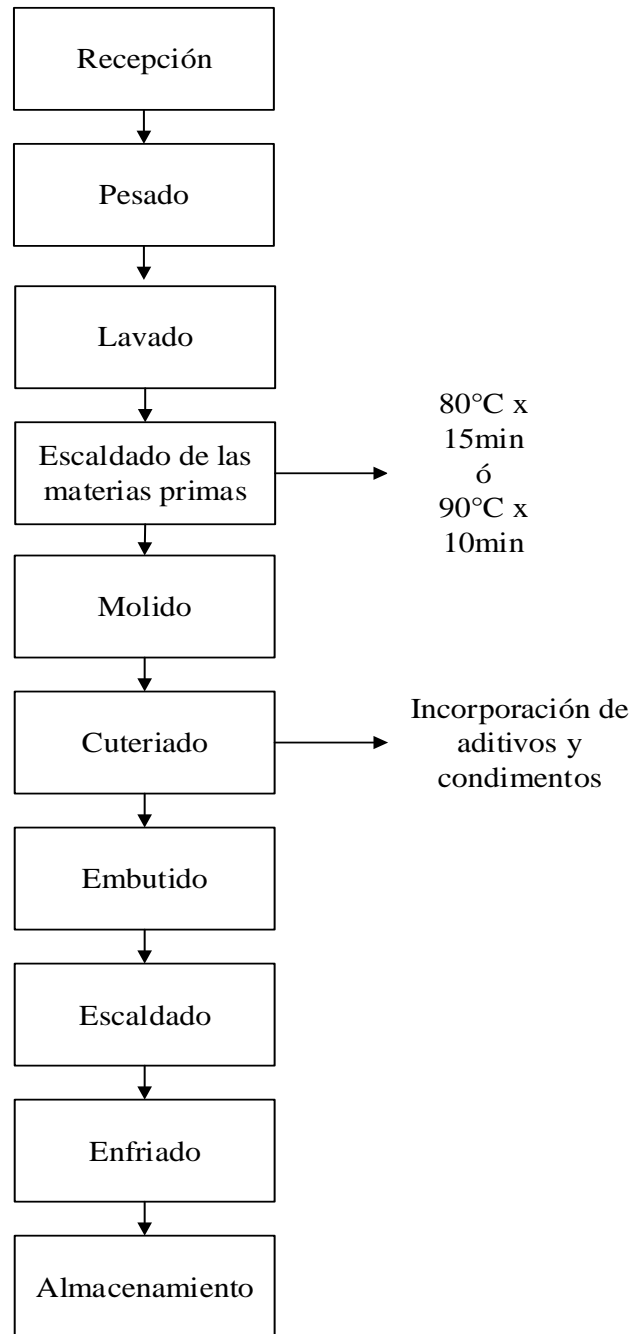 Recepción
Pesado
Lavado
Escaldado de las
materias primas
80°C x
15min
ó
90°C x
10min
Molido
Cuteriado
Incorporación de
aditivos y
condimentos
Embutido
Escaldado
Enfriado
Almacenamiento